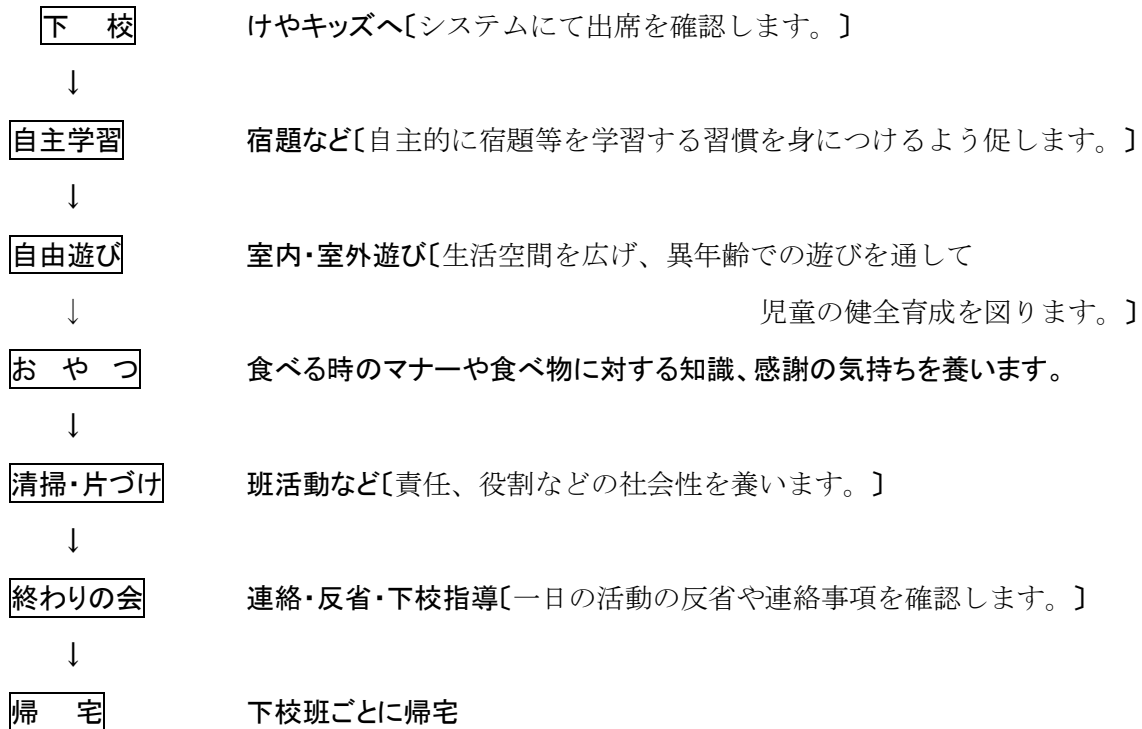 下　校　けやキッズへ〔システムにて出席を確認します。〕
↓
自主学習　宿題など〔自主的に宿題等を学習する習慣を身につけるよう促します。〕
↓
自由遊び　室内・室外遊び〔生活空間を広げ、異年齢での遊びを通して
↓　児童の健全育成を図ります。〕
お　や　つ　食べる時のマナーや食べ物に対する知識、感謝の気持ちを養います。
↓
清掃・片づけ　班活動など〔責任、役割などの社会性を養います。〕
↓
終わりの会　連絡・反省・下校指導〔一日の活動の反省や連絡事項を確認します。〕
↓
帰　宅　下校班ごとに帰宅